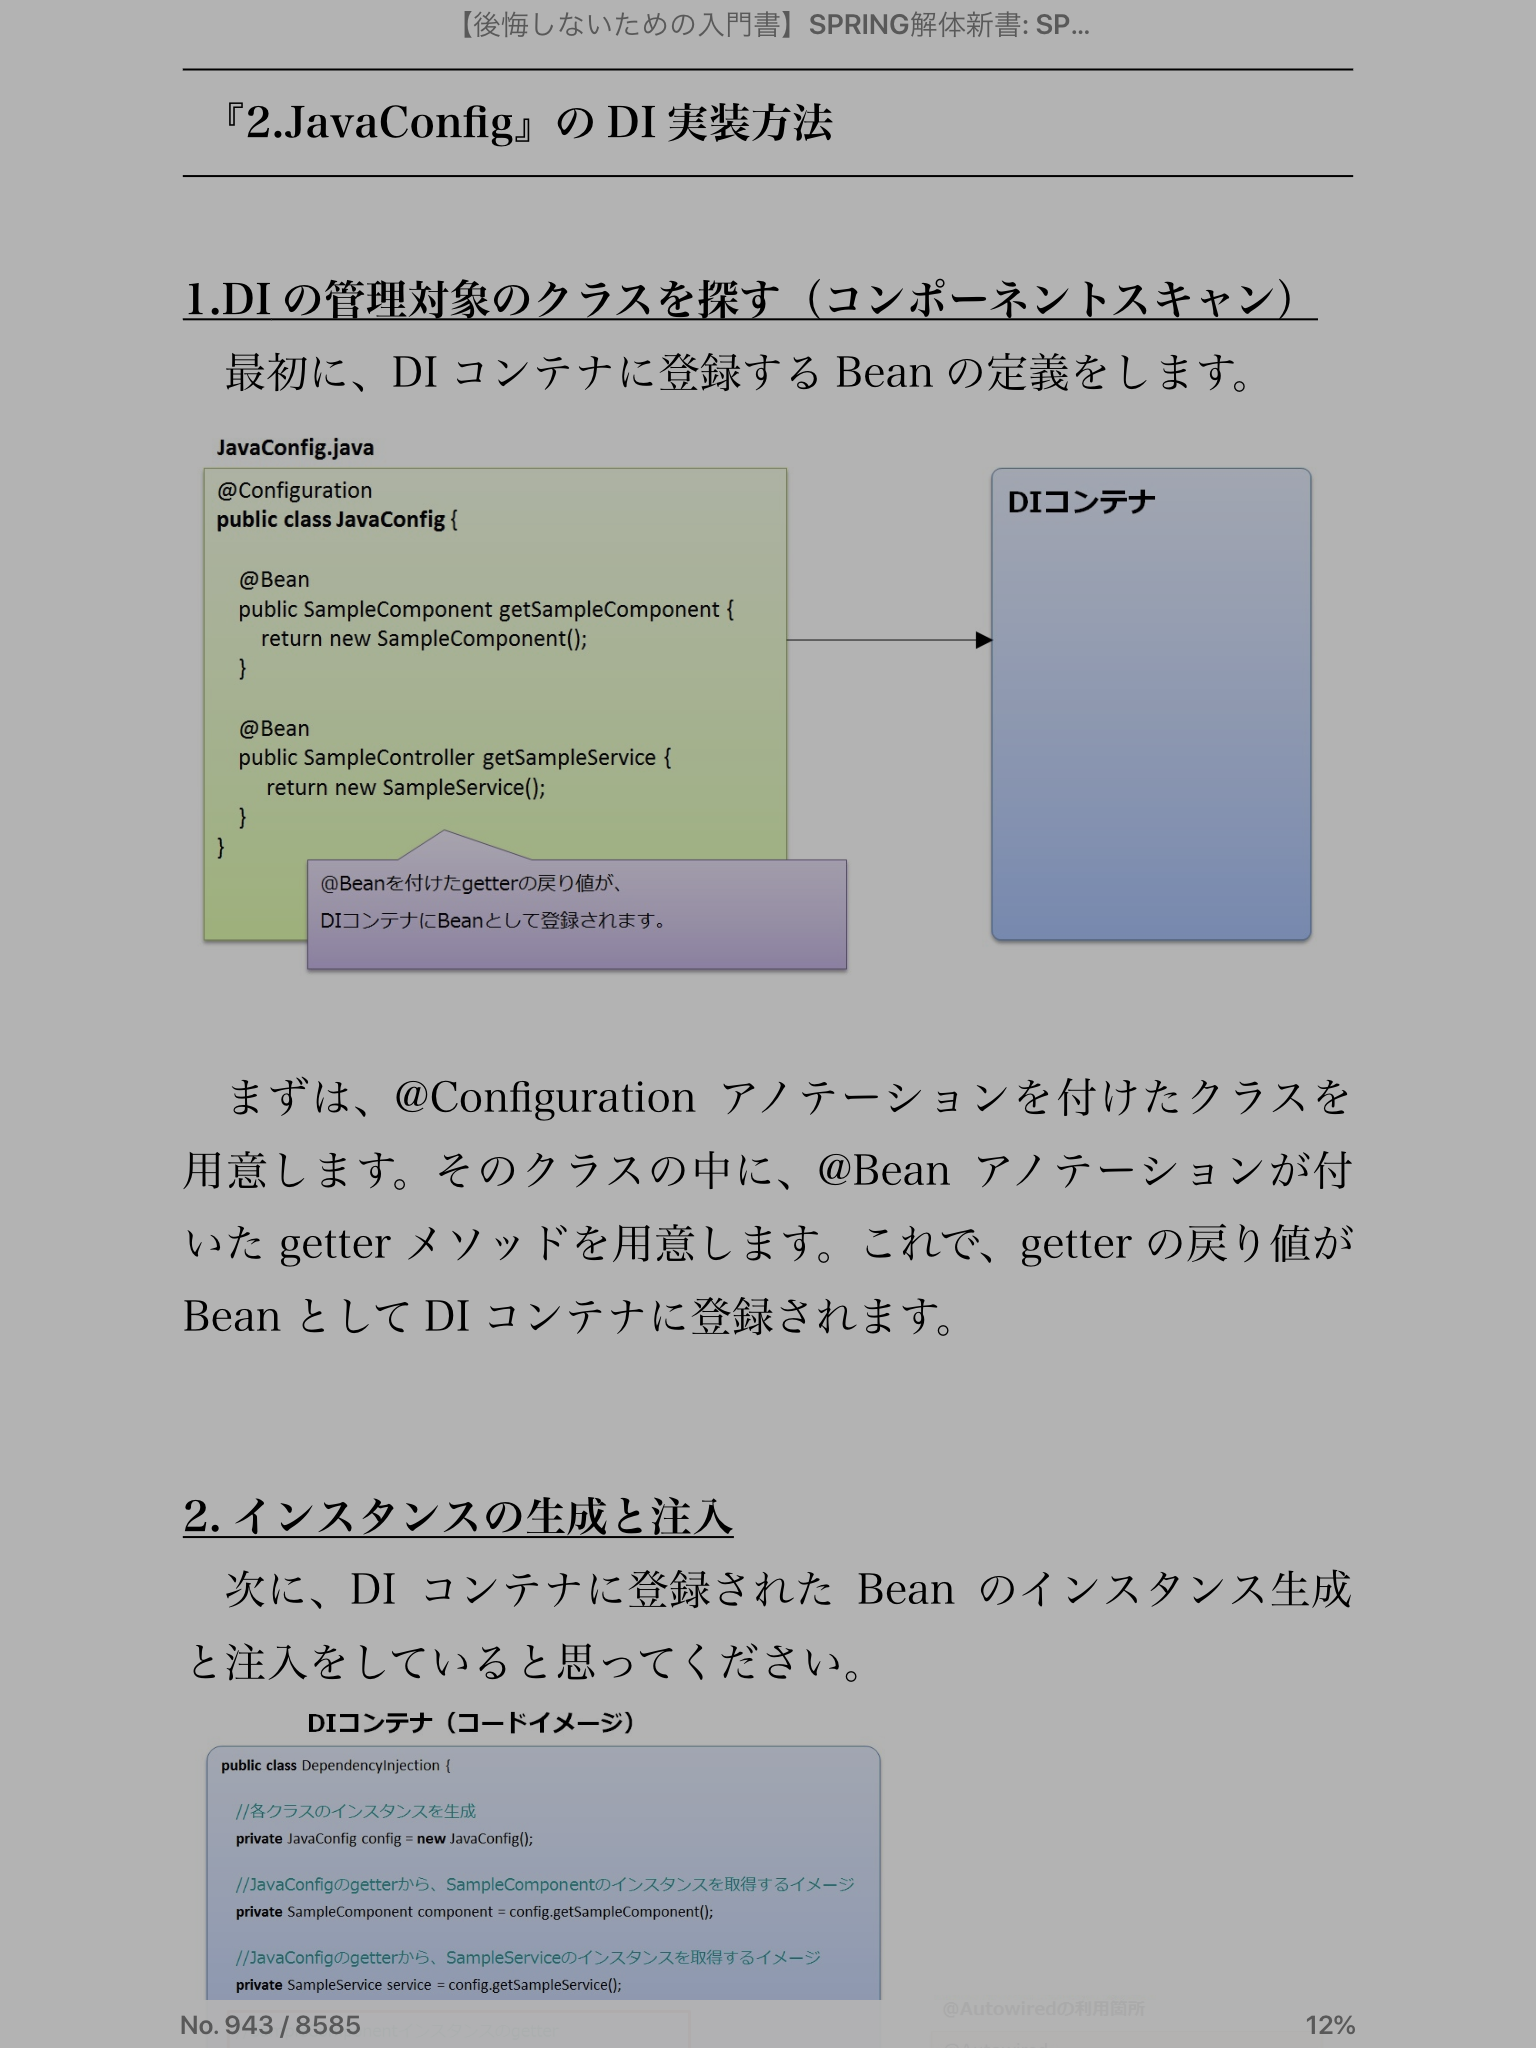 【後悔しないための入門書】SPRING解体新書: SP...
『2.JavaConfig』の DI 実装方法
1.DI の管理対象のクラスを探す（コンポーネントスキャン）
最初に、DI コンテナに登録する Bean の定義をします。
JavaConfig.java
@Configuration
public class JavaConfig {
@Bean
public SampleComponent getSampleComponent {
return new SampleComponent();
}
@Bean
public SampleController getSampleService {
return new SampleService();
}
}
@Beanを付けたgetterの戻り値が、
DIコンテナにBeanとして登録されます。
DIコンテナ
まずは、@Configuration アノテーションを付けたクラスを
用意します。そのクラスの中に、@Bean アノテーションが付
いた getter メソッドを用意します。これで、getter の戻り値が
Bean として DI コンテナに登録されます。
2. インスタンスの生成と注入
次に、DI コンテナに登録された Bean のインスタンス生成
と注入をしていると思ってください。
DIコンテナ（コードイメージ）
public class DependencyInjection {
//各クラスのインスタンスを生成
private JavaConfig config = new JavaConfig();
//JavaConfigのgetterから、SampleComponentのインスタンスを取得するイメージ
private SampleComponent component = config.getSampleComponent();
//JavaConfigのgetterから、SampleServiceのインスタンスを取得するイメージ
private SampleService service = config.getSampleService();
@Autowiredの利用箇所
No. 943 / 8585
12%